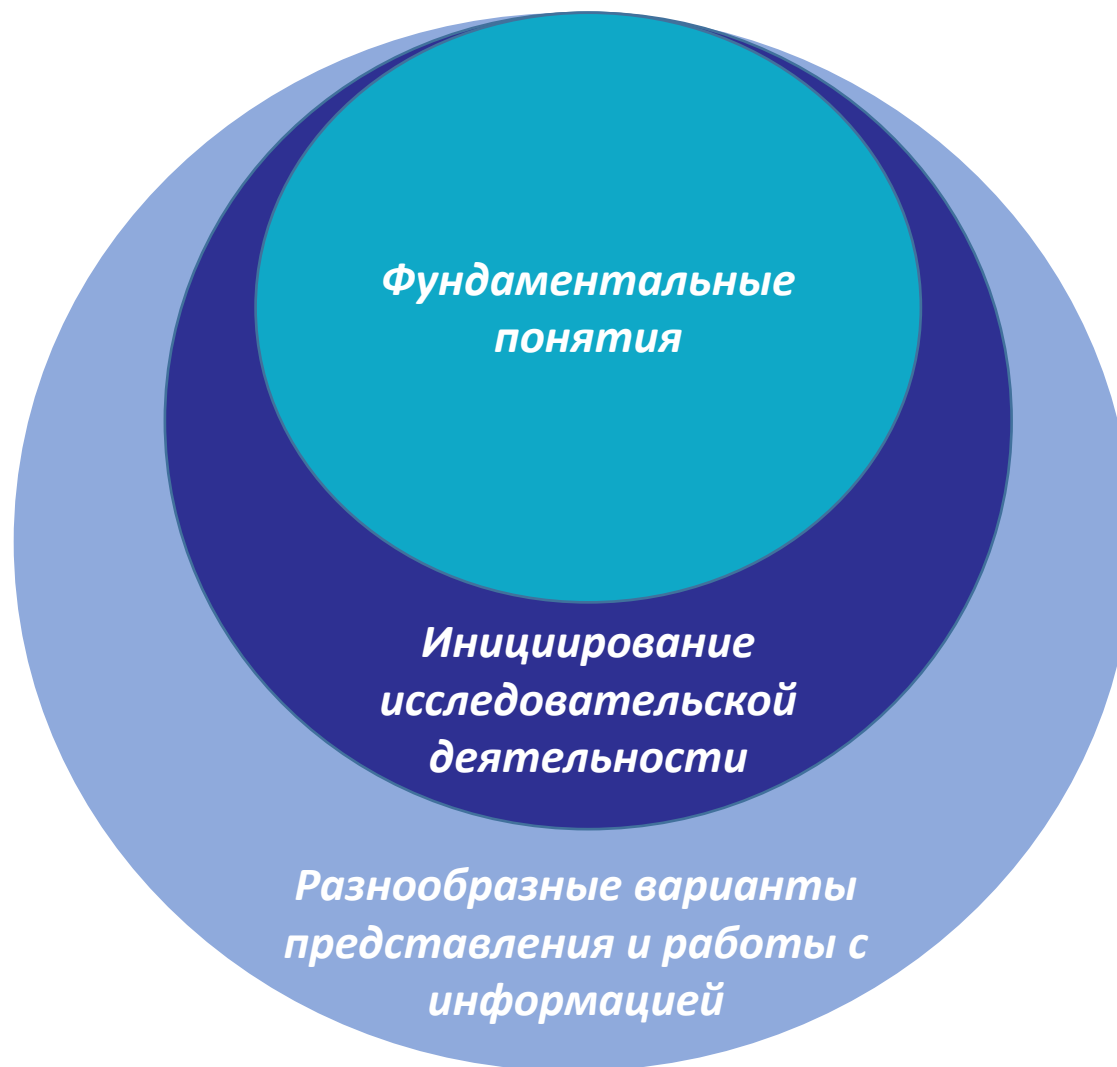 Фундаментальные
понятия
Инициирование
исследовательской
деятельности
Разнообразные варианты
представления и работы с
информацией